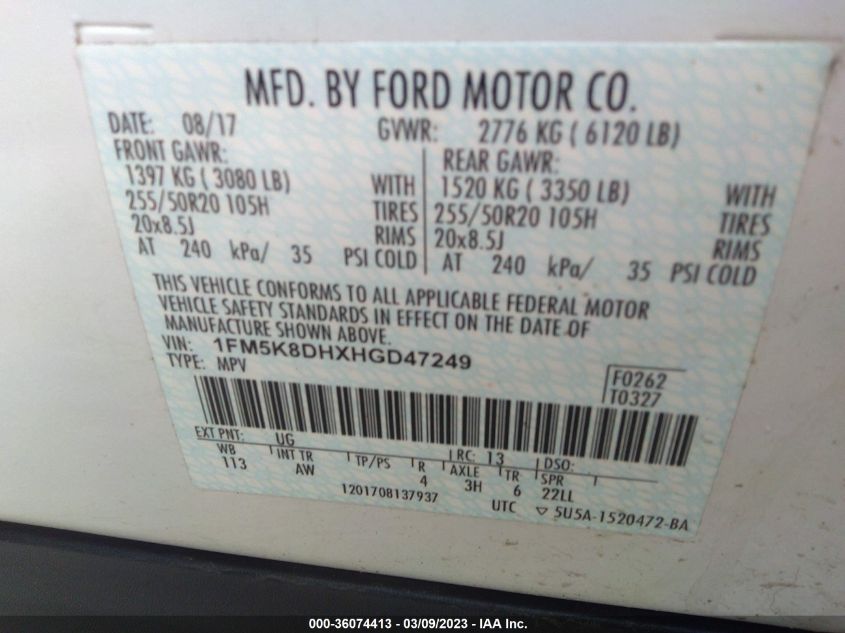 MFD. BY FORD MOTOR CO.
DATE: 08/17 GVWR: 2776 KG ( 6120 LB)
FRONT GAWR: REAR GAWR:
1397 KG ( 3080 LB) WITH 1520 KG ( 3350 LB) WITH
255/50R20 105H TIRES 255/50R20 105H TIRES
20x8.5J RIMS 20x8.5J RIMS
AT 240 kPa/ 35 PSI COLD AT 240 kPa/ 35 PSI COLD
THIS VEHICLE CONFORMS TO ALL APPLICABLE FEDERAL MOTOR
VEHICLE SAFETY STANDARDS IN EFFECT ON THE DATE OF
MANUFACTURE SHOWN ABOVE.
VIN: 1FM5K8DHXHGD47249
TYPE: MPV
F0262
T0327
EXT PNT: UG RC: 13 DSO:
WB INT TR TP/PS R AXLE TR SPR
113 AW 4 3H 6 22LL
1201708137937 UTC ▽ 5U5A-1520472-BA
000-36074413 - 03/09/2023 - IAA Inc.